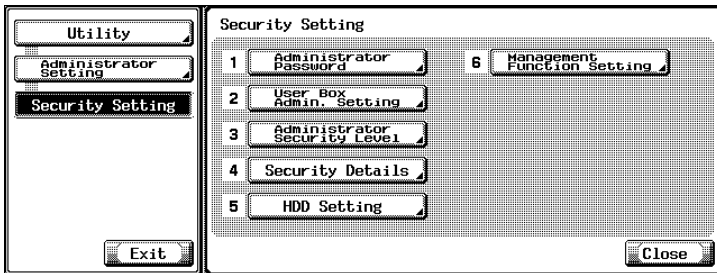 Utility
Administrator
Setting
Security Setting
Exit
Security Setting
1 Administrator
Password
2 User Box
Admin. Setting
3 Administrator
Security Level
4 Security Details
5 HDD Setting
6 Management
Function Setting
Close